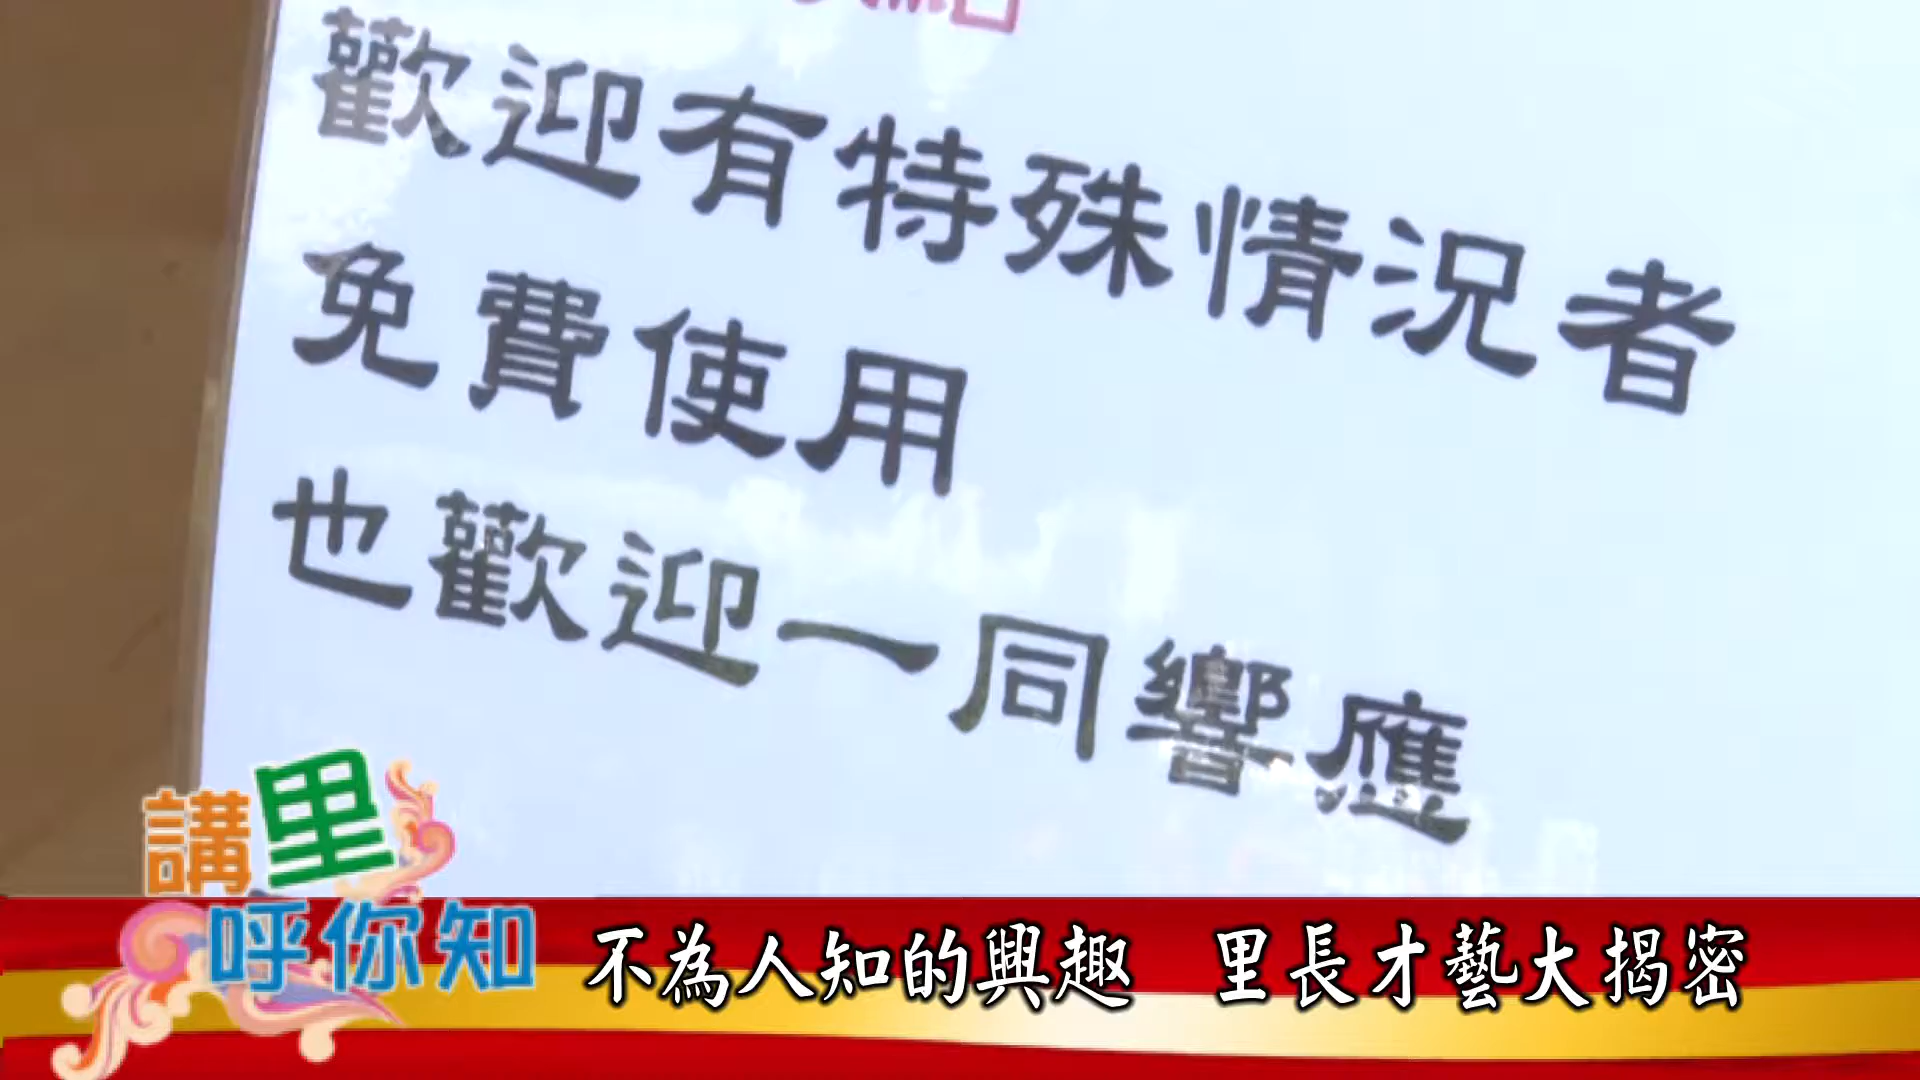 歡迎有特殊情況者
免費使用
也歡迎一同響應
講里
呼你知
不為人知的興趣 里長才藝大揭密